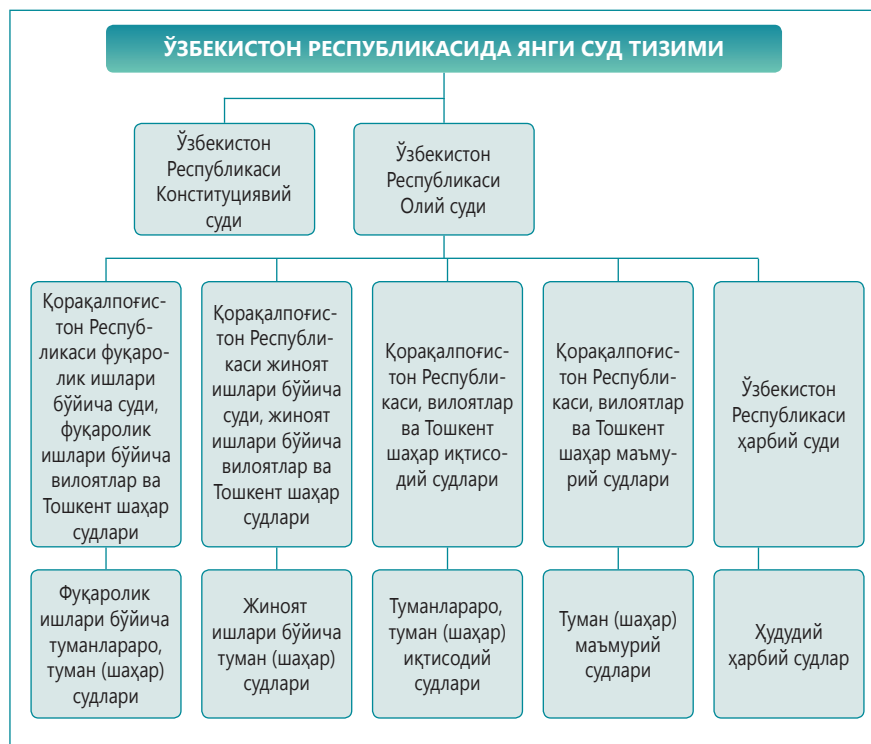 ЎЗБЕКИСТОН РЕСПУБЛИКАСИДА ЯНГИ СУД ТИЗИМИ
Ўзбекистон
Республикаси
Конституциявий
суди
Ўзбекистон
Республикаси
Олий суди
Қорақалпоғис-
тон Респуб-
ликаси фуқаро-
лик ишлари
бўйича суди,
фуқаролик
ишлари бўйича
вилоятлар ва
Тошкент шаҳар
судлари
Қорақалпоғис-
тон Республи-
каси жиноят
ишлари бўйича
суди, жиноят
ишлари бўйича
вилоятлар ва
Тошкент шаҳар
судлари
Қорақалпоғис-
тон Республи-
каси, вилоятлар
ва Тошкент
шаҳар иқтисо-
дий судлари
Қорақалпоғис-
тон Республи-
каси, вилоятлар
ва Тошкент
шаҳар маъму-
рий судлари
Ўзбекистон
Республикаси
ҳарбий суди
Фуқаролик
ишлари бўйича
туманлараро,
туман (шаҳар)
судлари
Жиноят
ишлари бўйича
туман (шаҳар)
судлари
Туманлараро,
туман (шаҳар)
иқтисодий
судлари
Туман (шаҳар)
маъмурий
судлари
Ҳудудий
ҳарбий судлар